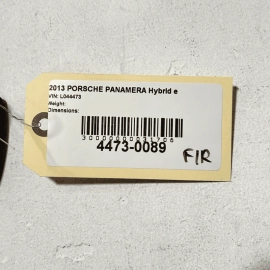 2013 PORSCHE PANAMERA Hybrid e
VIN: L044473
Weight:
Dimensions:
4473-0089
F/R